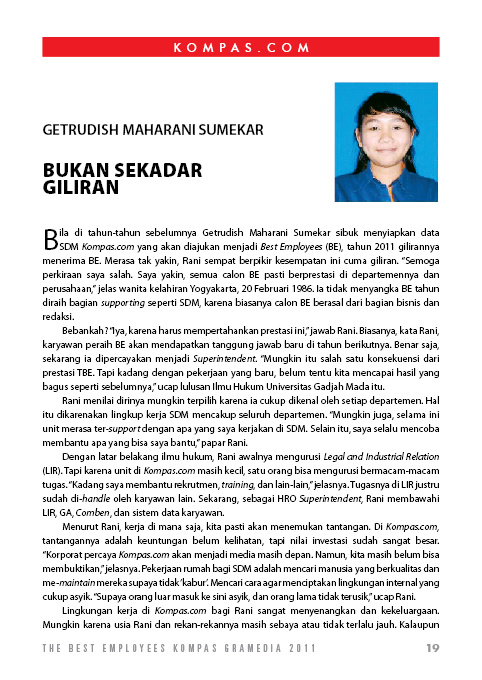 KOMPAS.COM
GETRUDISH MAHARANI SUMEKAR
BUKAN SEKADAR
GILIRAN
Bila di tahun-tahun sebelumnya Getrudish Maharani Sumekar sibuk menyiapkan data
SDM Kompas.com yang akan diajukan menjadi Best Employees (BE), tahun 2011 gilirannya
menerima BE. Merasa tak yakin, Rani sempat berpikir kesempatan ini cuma giliran. “Semoga
perkiraan saya salah. Saya yakin, semua calon BE pasti berprestasi di departemennya dan
perusahaan,” jelas wanita kelahiran Yogyakarta, 20 Februari 1986. Ia tidak menyangka BE tahun
diraih bagian supporting seperti SDM, karena biasanya calon BE berasal dari bagian bisnis dan
redaksi.
Bebankah? “Iya, karena harus mempertahankan prestasi ini,” jawab Rani. Biasanya, kata Rani,
karyawan peraih BE akan mendapatkan tanggung jawab baru di tahun berikutnya. Benar saja,
sekarang ia dipercayakan menjadi Superintendent. “Mungkin itu salah satu konsekuensi dari
prestasi TBE. Tapi kadang dengan pekerjaan yang baru, belum tentu kita mencapai hasil yang
bagus seperti sebelumnya,” ucap lulusan Ilmu Hukum Universitas Gadjah Mada itu.
Rani menilai dirinya mungkin terpilih karena ia cukup dikenal oleh setiap departemen. Hal
itu dikarenakan lingkup kerja SDM mencakup seluruh departemen. “Mungkin juga, selama ini
unit merasa ter-support dengan apa yang saya kerjakan di SDM. Selain itu, saya selalu mencoba
membantu apa yang bisa saya bantu,” papar Rani.
Dengan latar belakang ilmu hukum, Rani awalnya mengurusi Legal and Industrial Relation
(LIR). Tapi karena unit di Kompas.com masih kecil, satu orang bisa mengurusi bermacam-macam
tugas. “Kadang saya membantu rekrutmen, training, dan lain-lain,” jelasnya. Tugasnya di LIR justru
sudah di-handle oleh karyawan lain. Sekarang, sebagai HRO Superintendent, Rani membawahi
LIR, GA, Comben, dan sistem data karyawan.
Menurut Rani, kerja di mana saja, kita pasti akan menemukan tantangan. Di Kompas.com,
tantangannya adalah keuntungan belum kelihatan, tapi nilai investasi sudah sangat besar.
“Korporat percaya Kompas.com akan menjadi media masih depan. Namun, kita masih belum bisa
membuktikan,” jelasnya. Pekerjaan rumah bagi SDM adalah mencari manusia yang berkualitas dan
me-maintain mereka supaya tidak ‘kabur’. Mencari cara agar menciptakan lingkungan internal yang
cukup asyik. “Supaya orang luar masuk ke sini asyik, dan orang lama tidak terusik,” ucap Rani.
Lingkungan kerja di Kompas.com bagi Rani sangat menyenangkan dan kekeluargaan.
Mungkin karena usia Rani dan rekan-rekannya masih sebaya atau tidak terlalu jauh. Kalaupun
THE BEST EMPLOYEES KOMPAS GRAMEDIA 2011 19